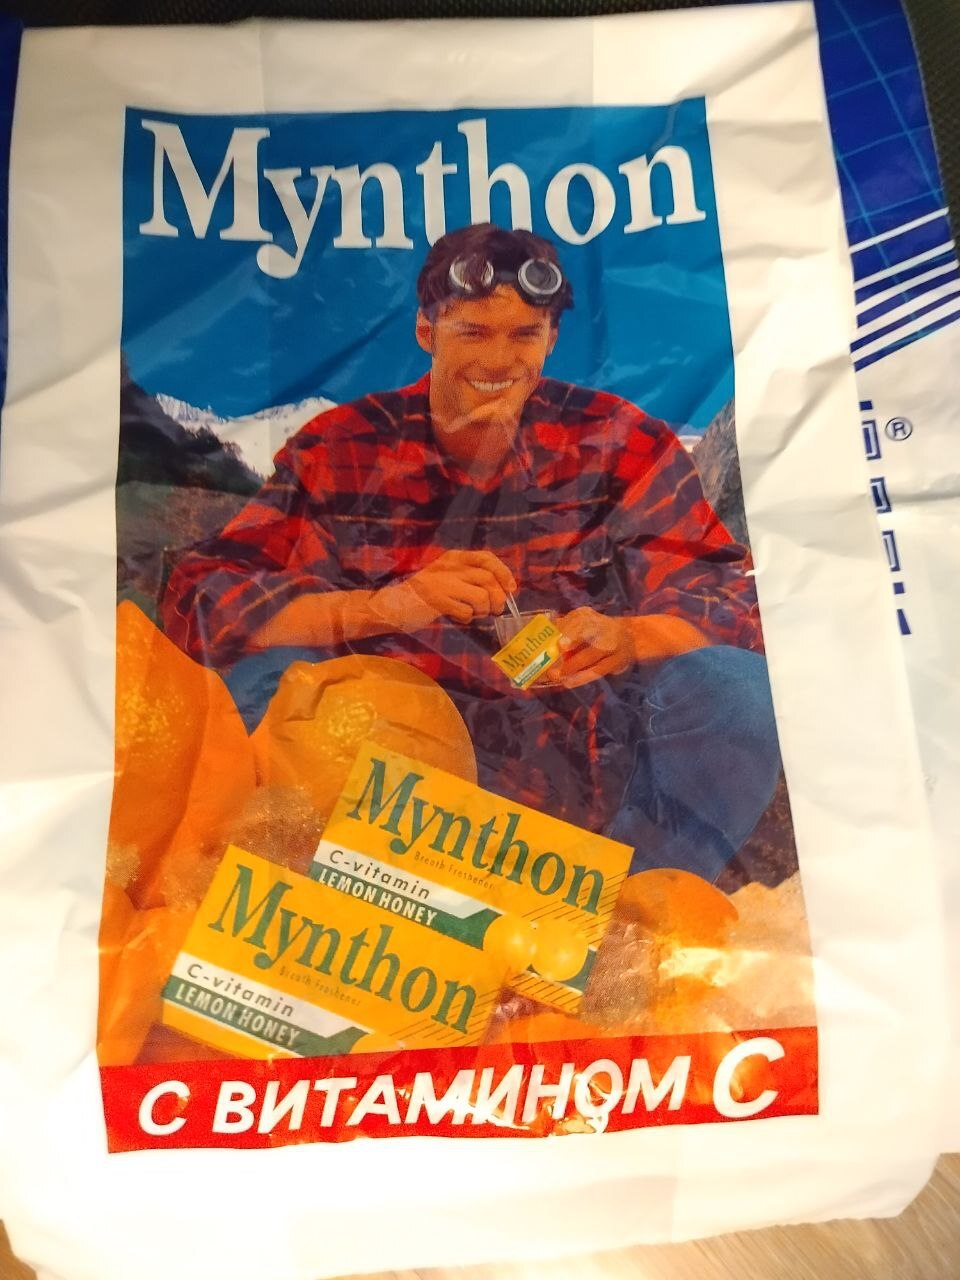 Mynthon
®
Mynthon
Mynthon
Breath Freshener
C-vitamin
LEMON HONEY
Mynthon
Breath Freshener
C-vitamin
LEMON HONEY
С ВИТАМИНОМ С